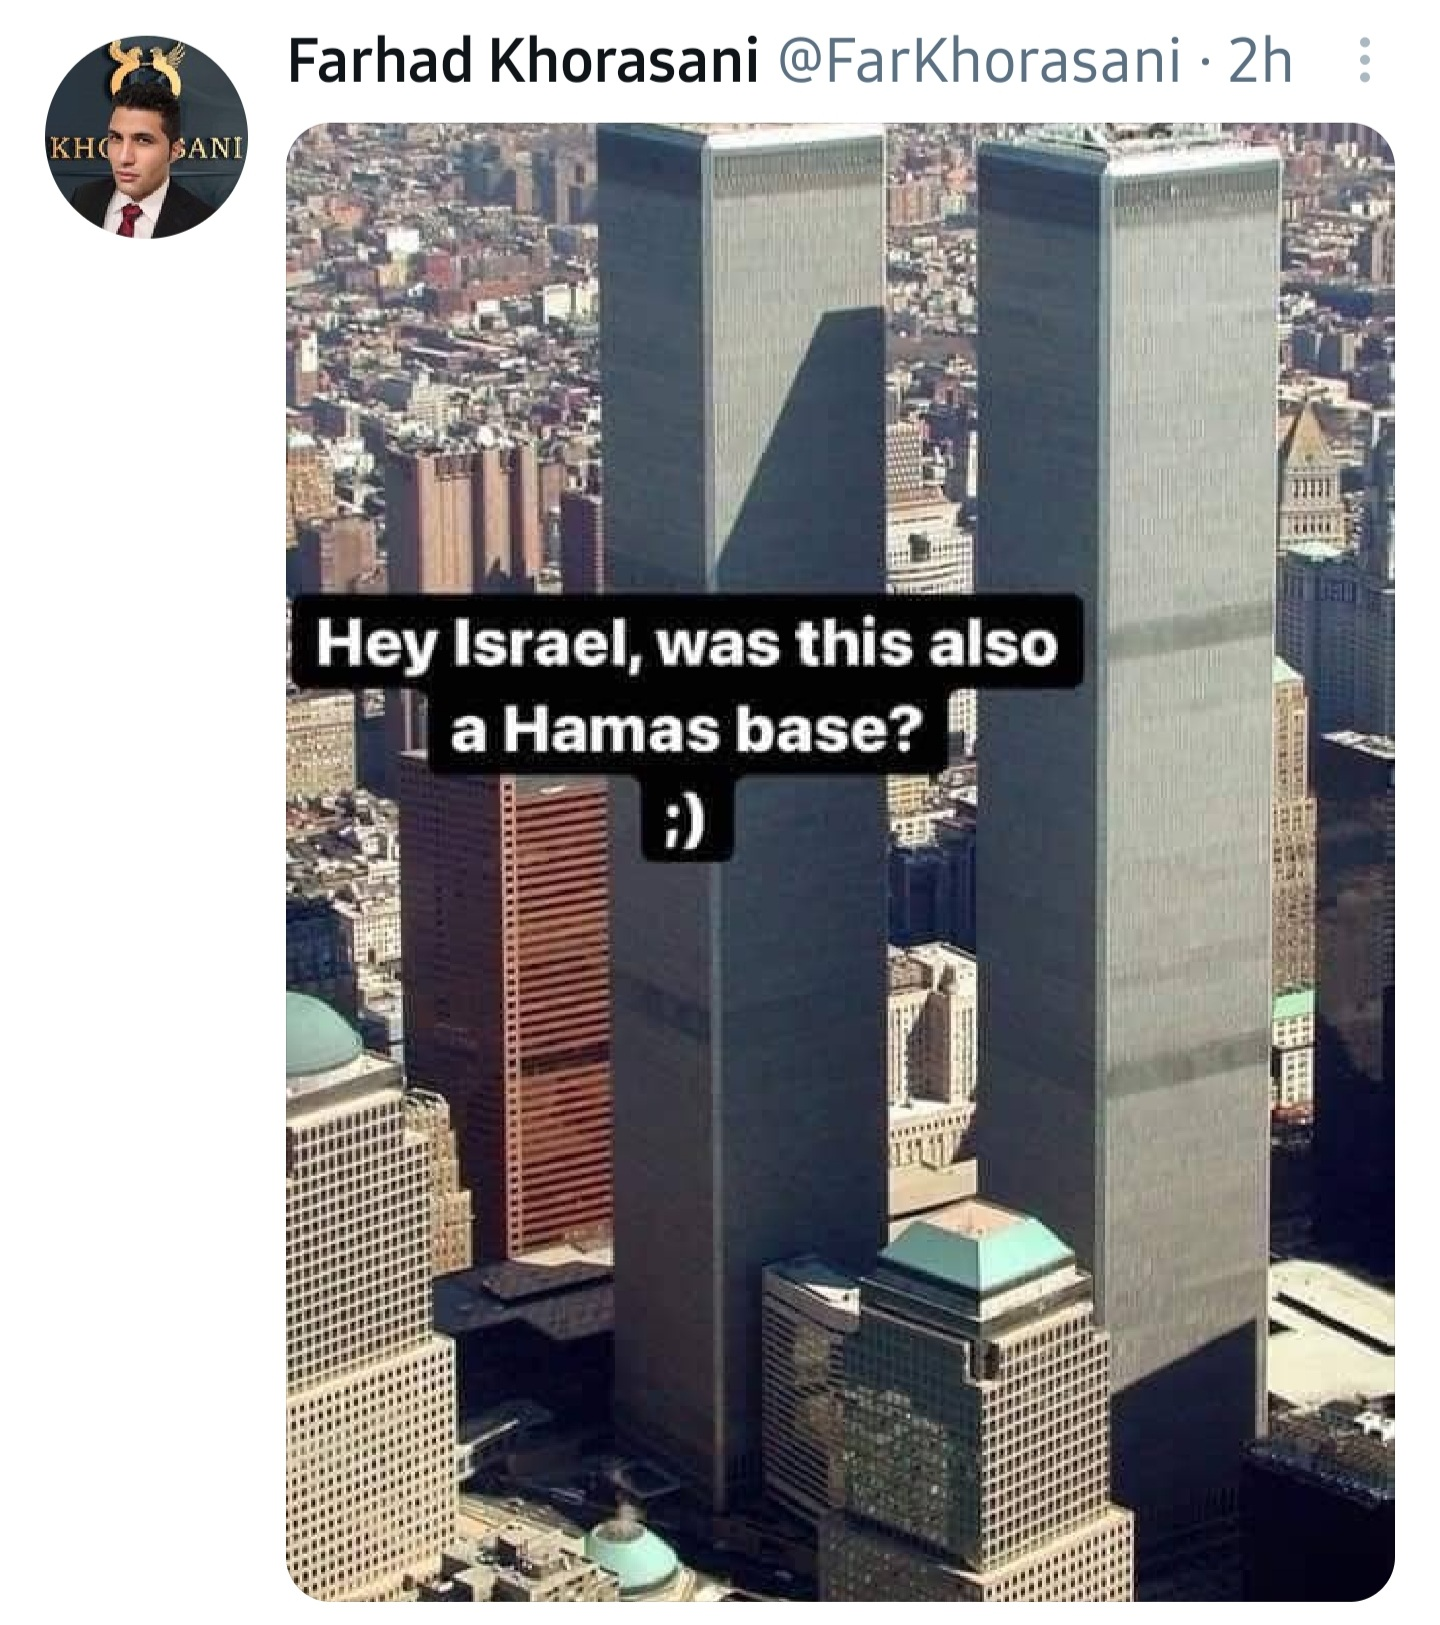 Farhad Khorasani @FarKhorasani · 2h
Hey Israel, was this also
a Hamas base?
;)